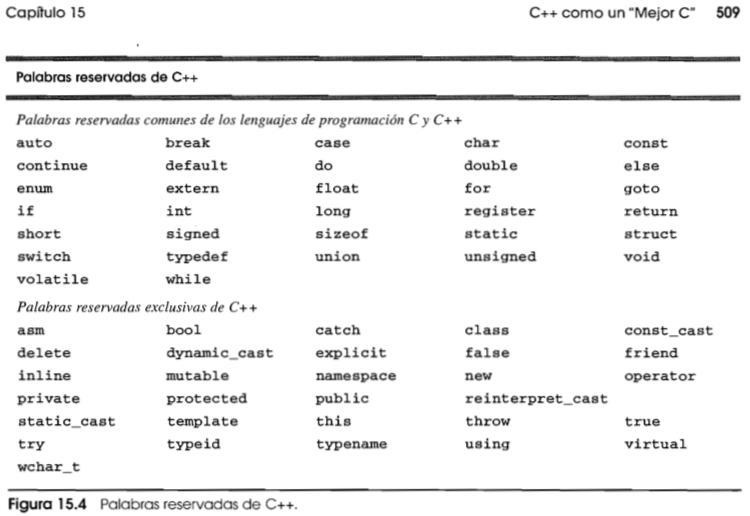 Capítulo 15 C++ como un "Mejor C" 509
Palabras reservadas de C++
Palabras reservadas comunes de los lenguajes de programación C y C++
auto break case char const
continue default do double else
enum extern float for goto
if int long register return
short signed sizeof static struct
switch typedef union unsigned void
volatile while
Palabras reservadas exclusivas de C++
asm bool catch class const_cast
delete dynamic_cast explicit false friend
inline mutable namespace new operator
private protected public reinterpret_cast
static_cast template this throw true
try typeid typename using virtual
wchar_t
Figura 15.4 Palabras reservadas de C++.